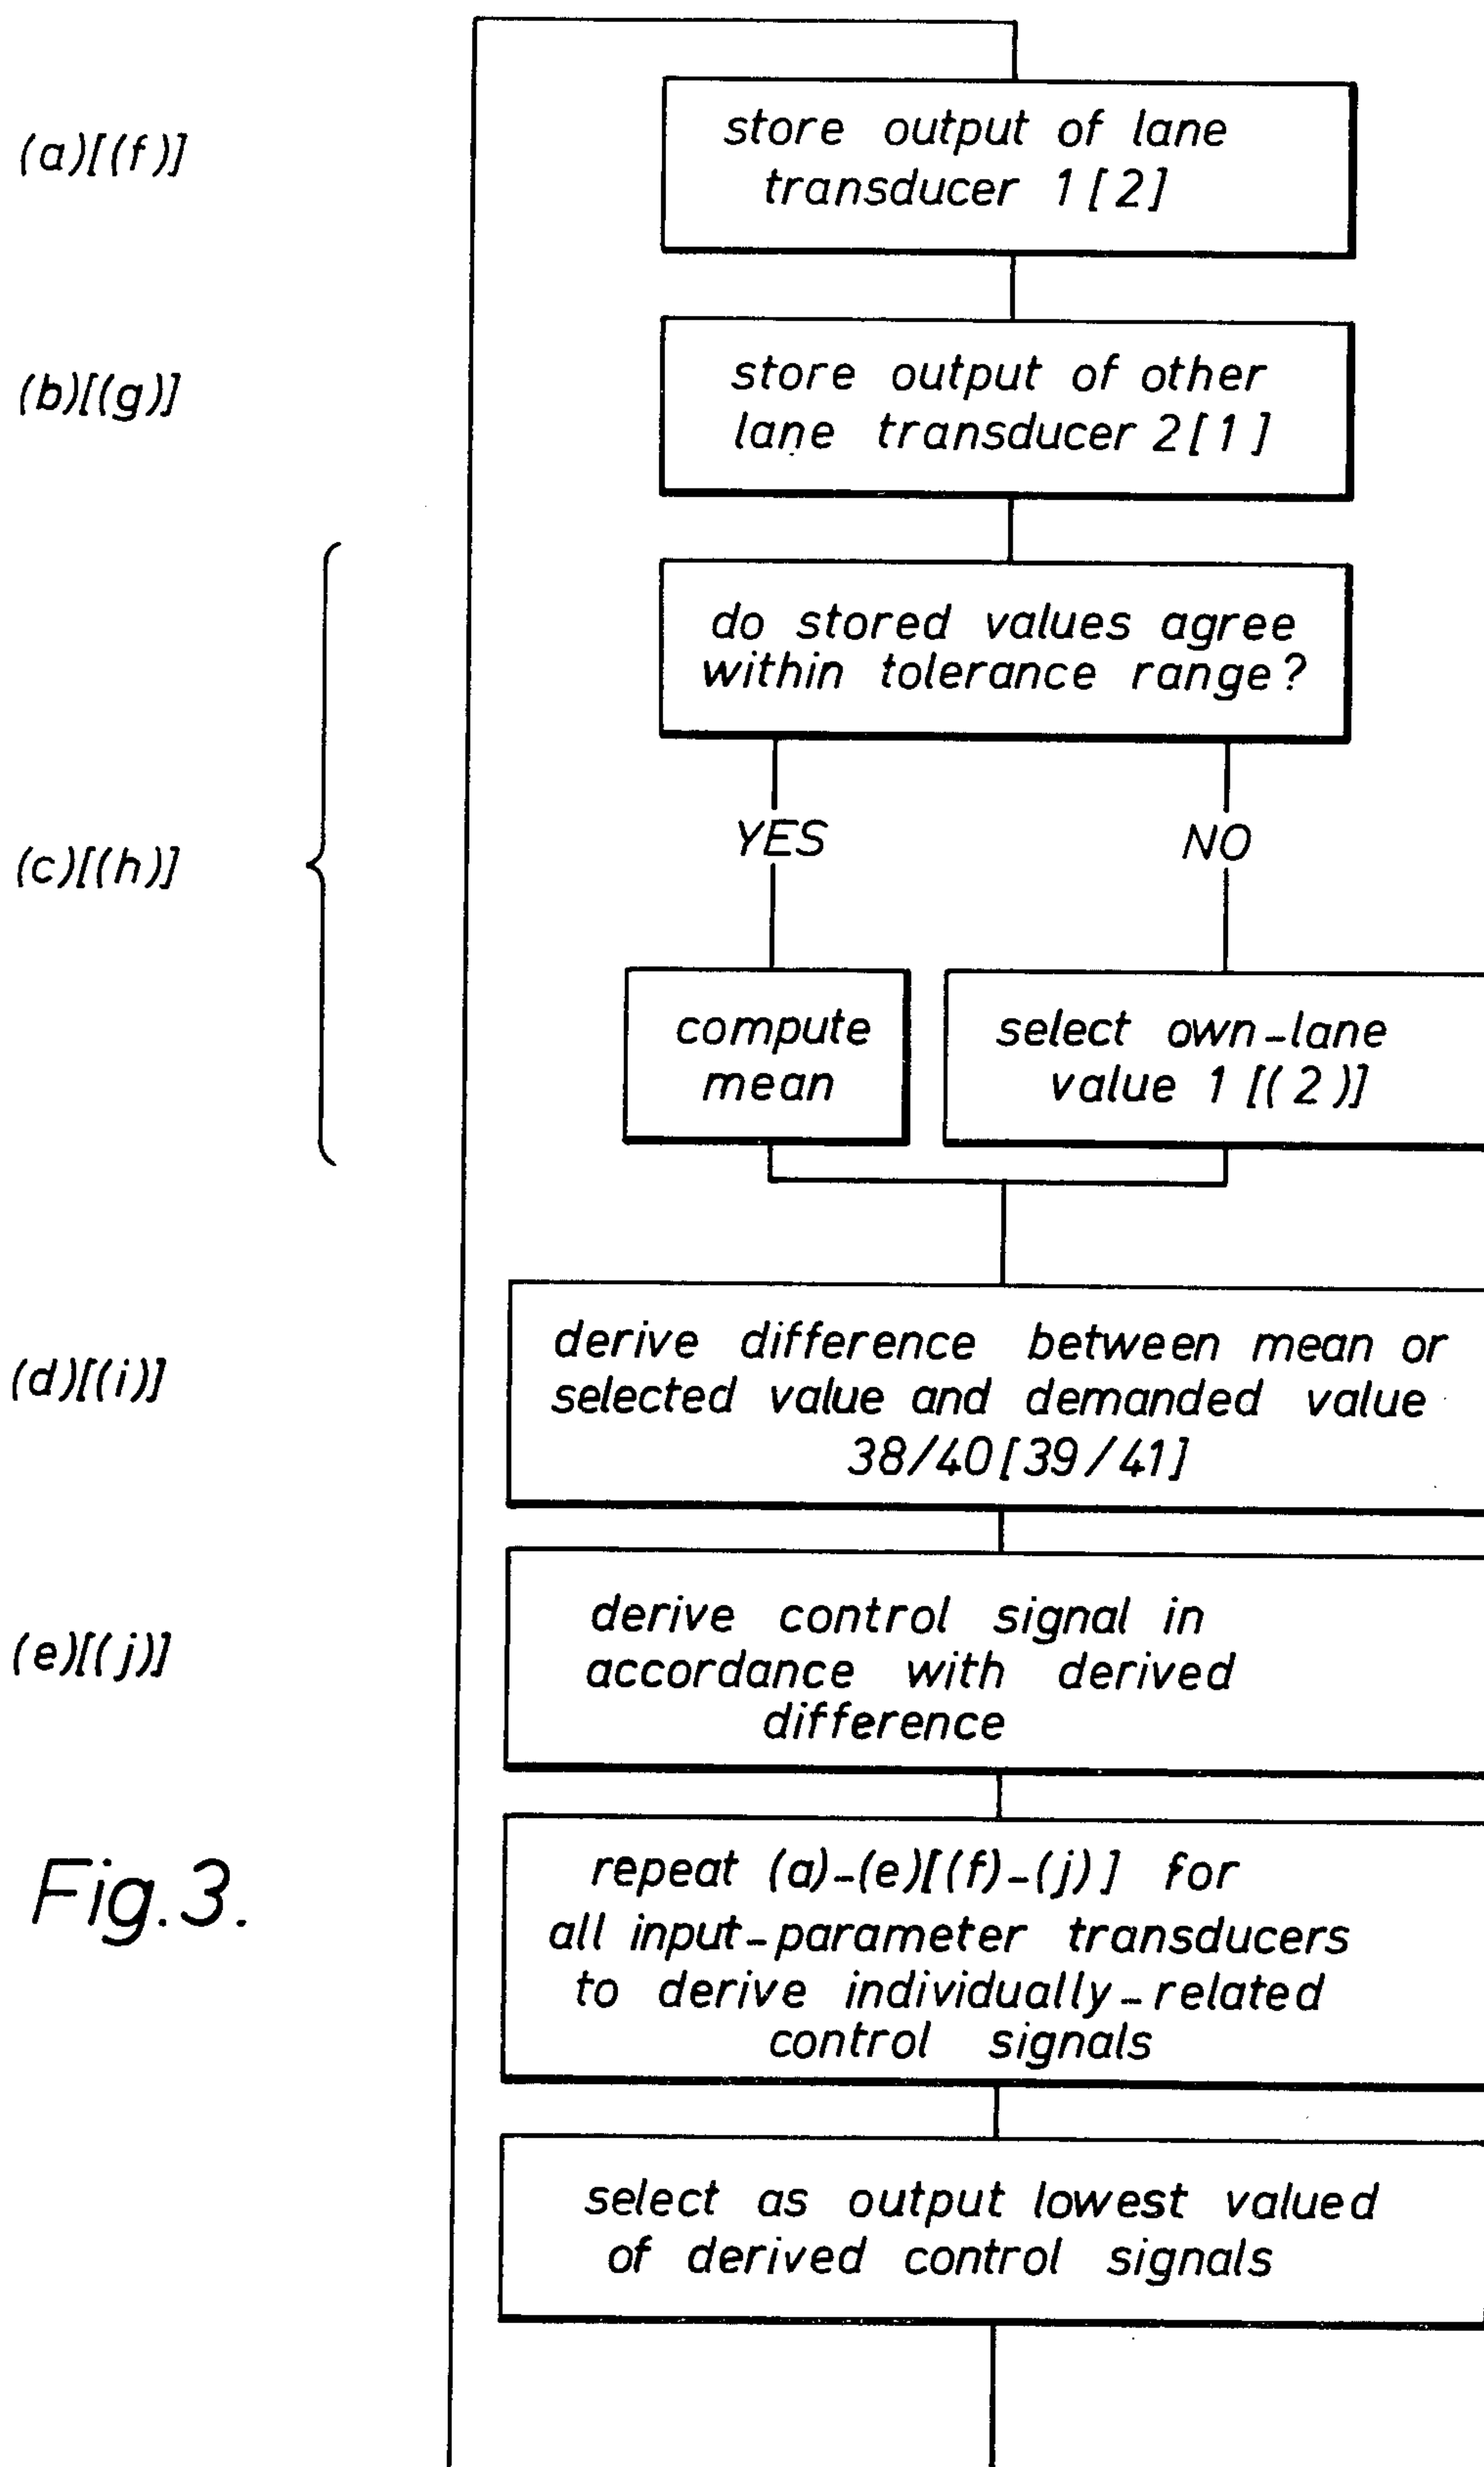 (a)[(f)]
store output of lane
transducer 1[2]
(b)[(g)]
store output of other
lane transducer 2[1]
do stored values agree
within tolerance range?
(c)[(h)]
YES
NO
compute
mean
select own-lane
value 1 [(2)]
(d)[(i)]
derive difference between mean or
selected value and demanded value
38/40[39/41]
(e)[(j)]
derive control signal in
accordance with derived
difference
Fig.3.
repeat (a)-(e)[(f)-(j)] for
all input-parameter transducers
to derive individually-related
control signals
select as output lowest valued
of derived control signals